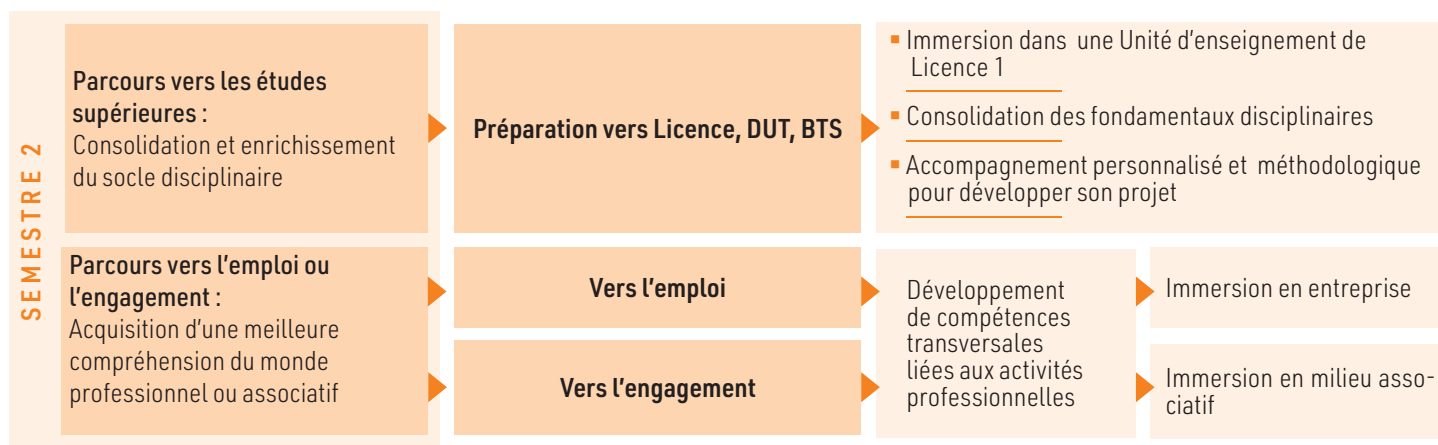 SEMESTRE 2
Parcours vers les études
supérieures :
Consolidation et enrichissement
du socle disciplinaire
Préparation vers Licence, DUT, BTS
▪ Immersion dans une Unité d'enseignement de
Licence 1
▪ Consolidation des fondamentaux disciplinaires
▪ Accompagnement personnalisé et méthodologique
pour développer son projet
Parcours vers l'emploi ou
l'engagement :
Acquisition d'une meilleure
compréhension du monde
professionnel ou associatif
Vers l'emploi
Vers l'engagement
Développement
de compétences
transversales
liées aux activités
professionnelles
Immersion en entreprise
Immersion en milieu asso-
ciatif